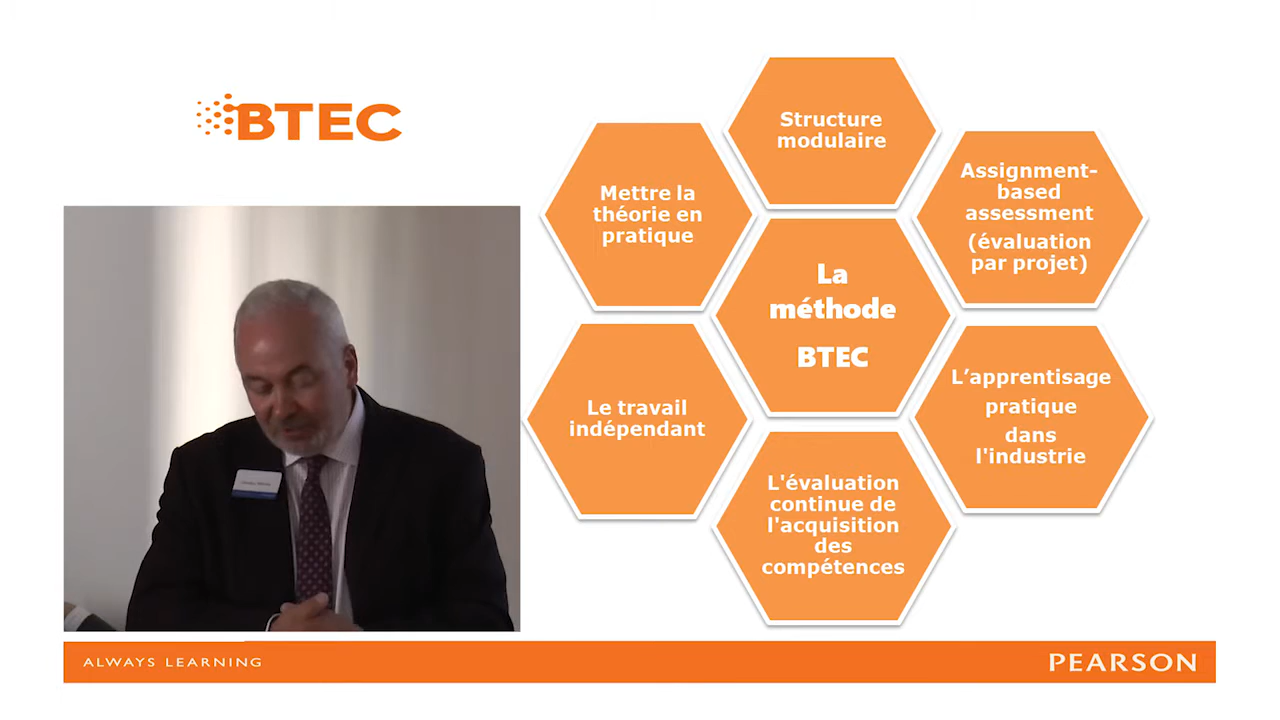 BTEC
Structure
modulaire
Assignment-
based
assessment
(évaluation
par projet)
Mettre la
théorie en
pratique
La
méthode
BTEC
L’apprentisage
pratique
dans
l'industrie
Le travail
indépendant
L'évaluation
continue de
l'acquisition
des
compétences
ALWAYS LEARNING
PEARSON